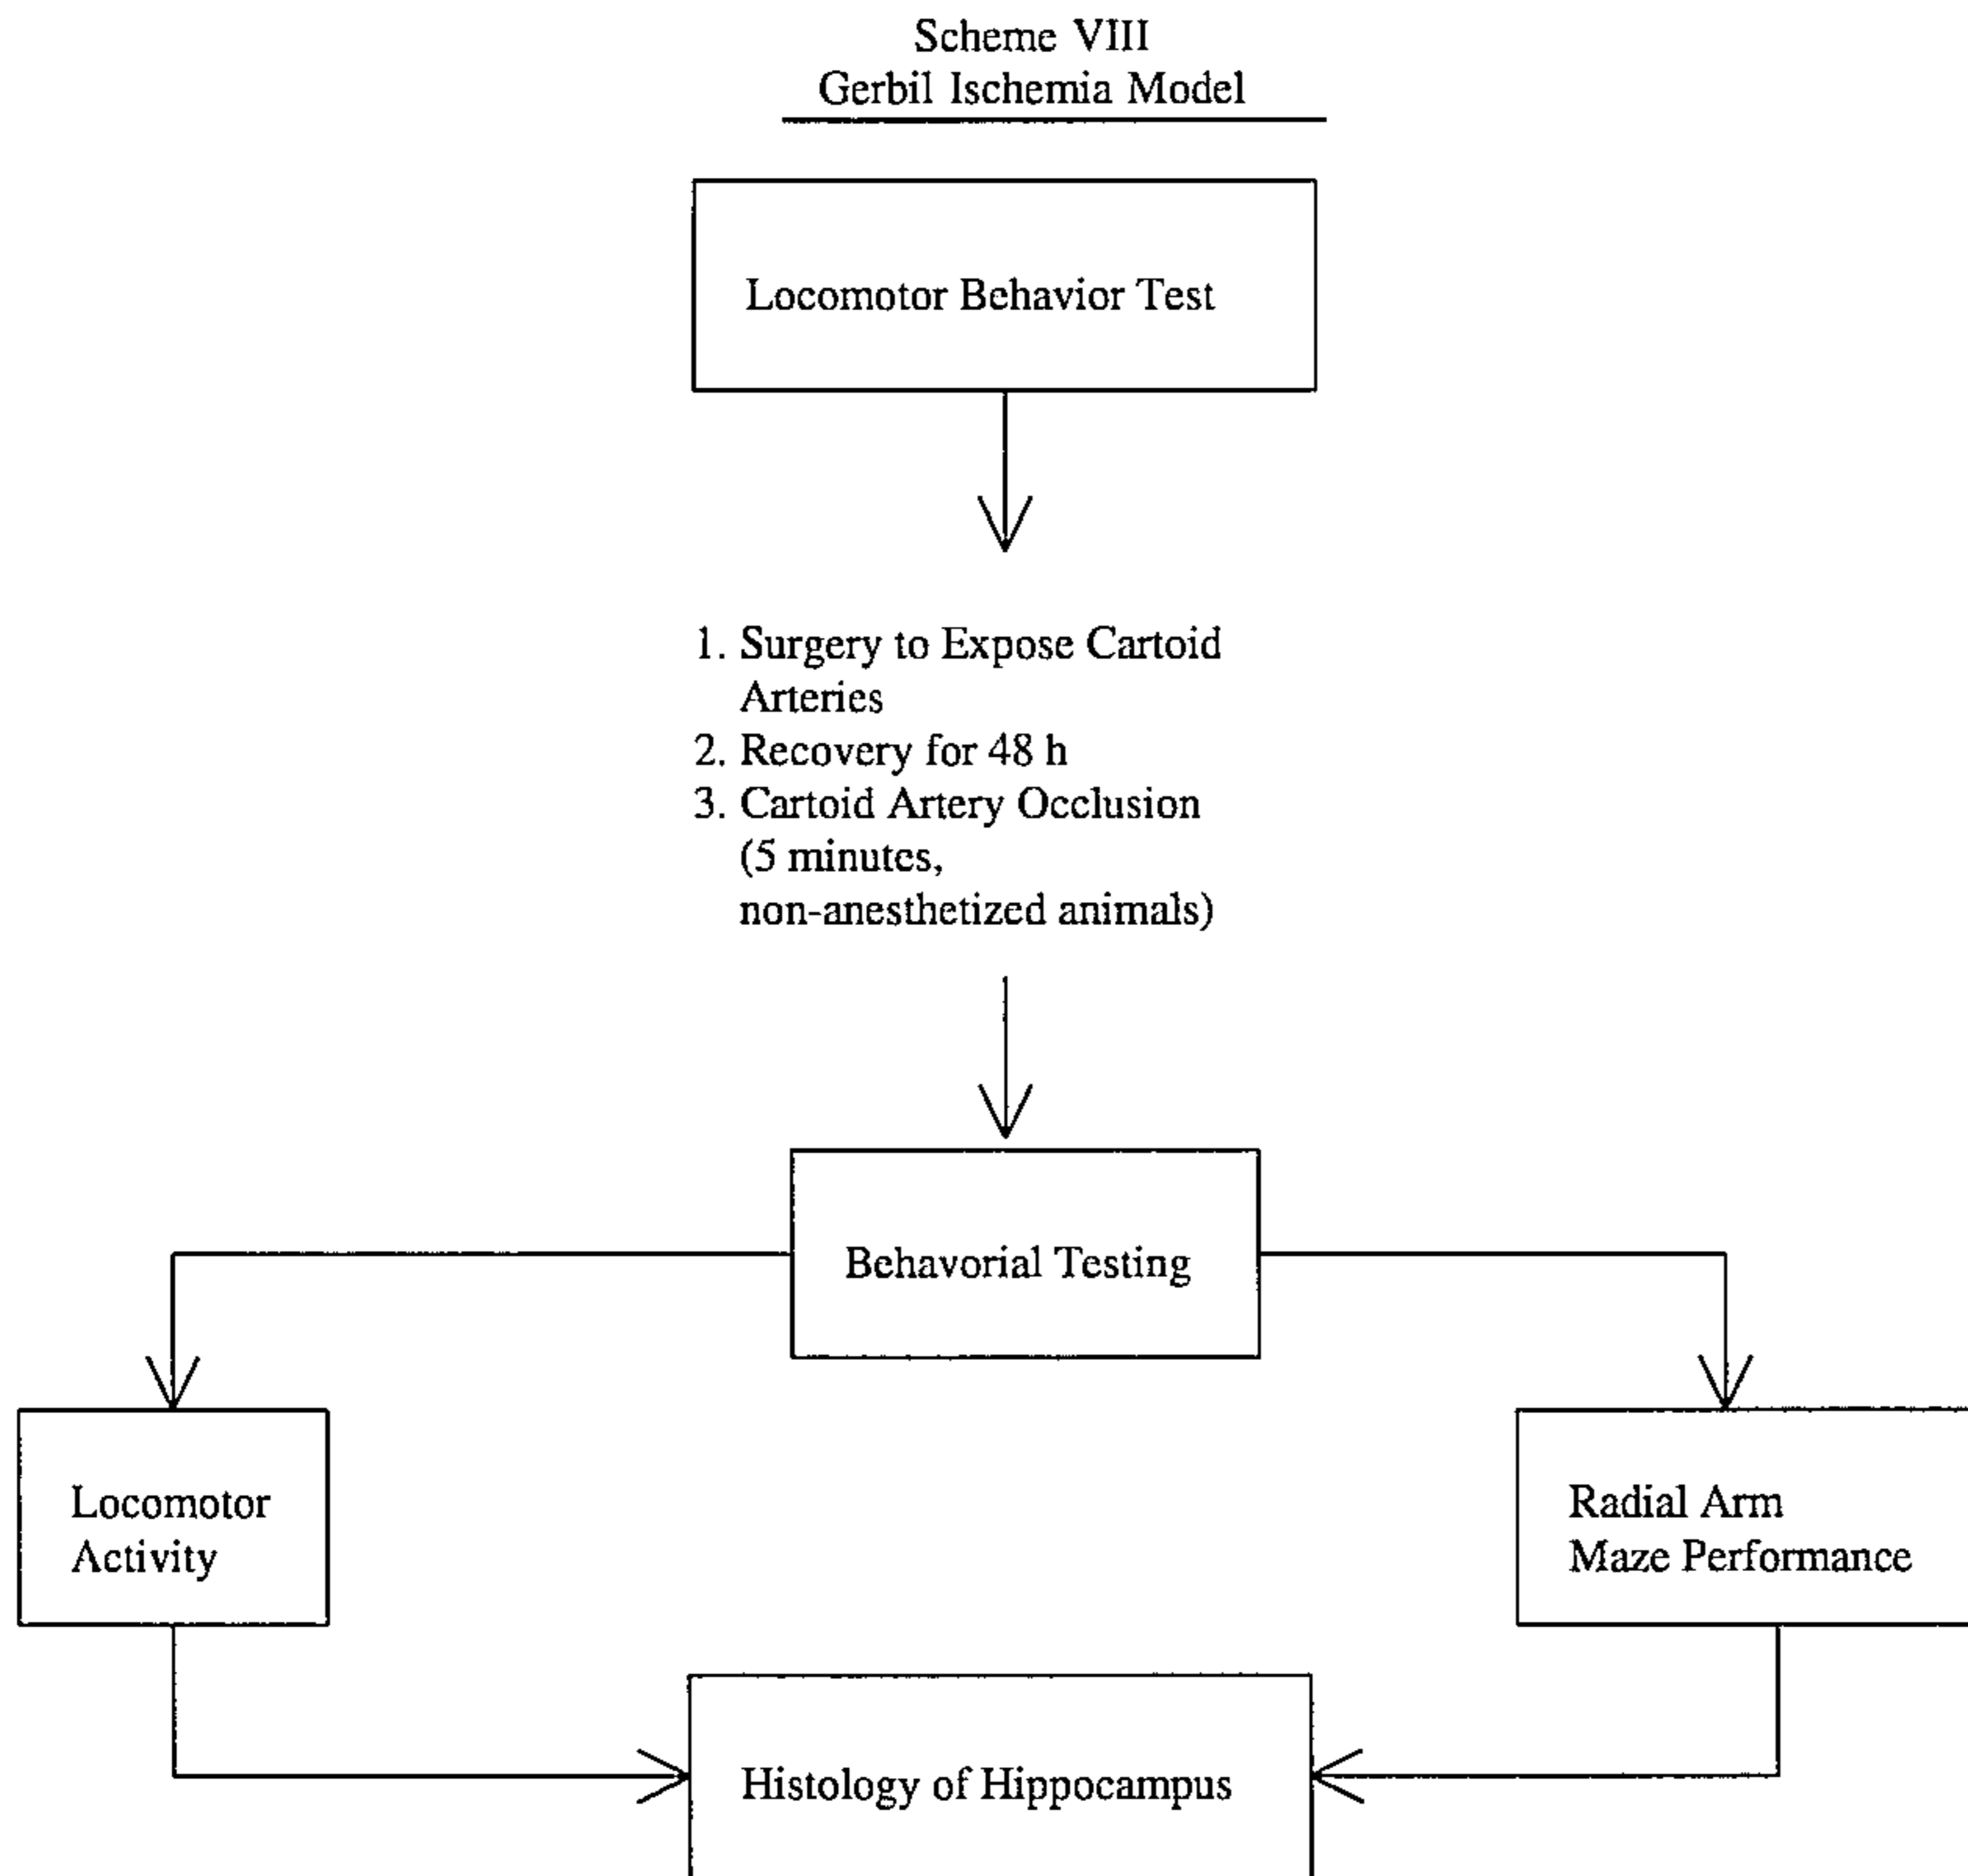 Scheme VIII
Gerbil Ischemia Model
Locomotor Behavior Test
1. Surgery to Expose Cartoid
Arteries
2. Recovery for 48 h
3. Cartoid Artery Occlusion
(5 minutes,
non-anesthetized animals)
Behavorial Testing
Locomotor
Activity
Radial Arm
Maze Performance
Histology of Hippocampus